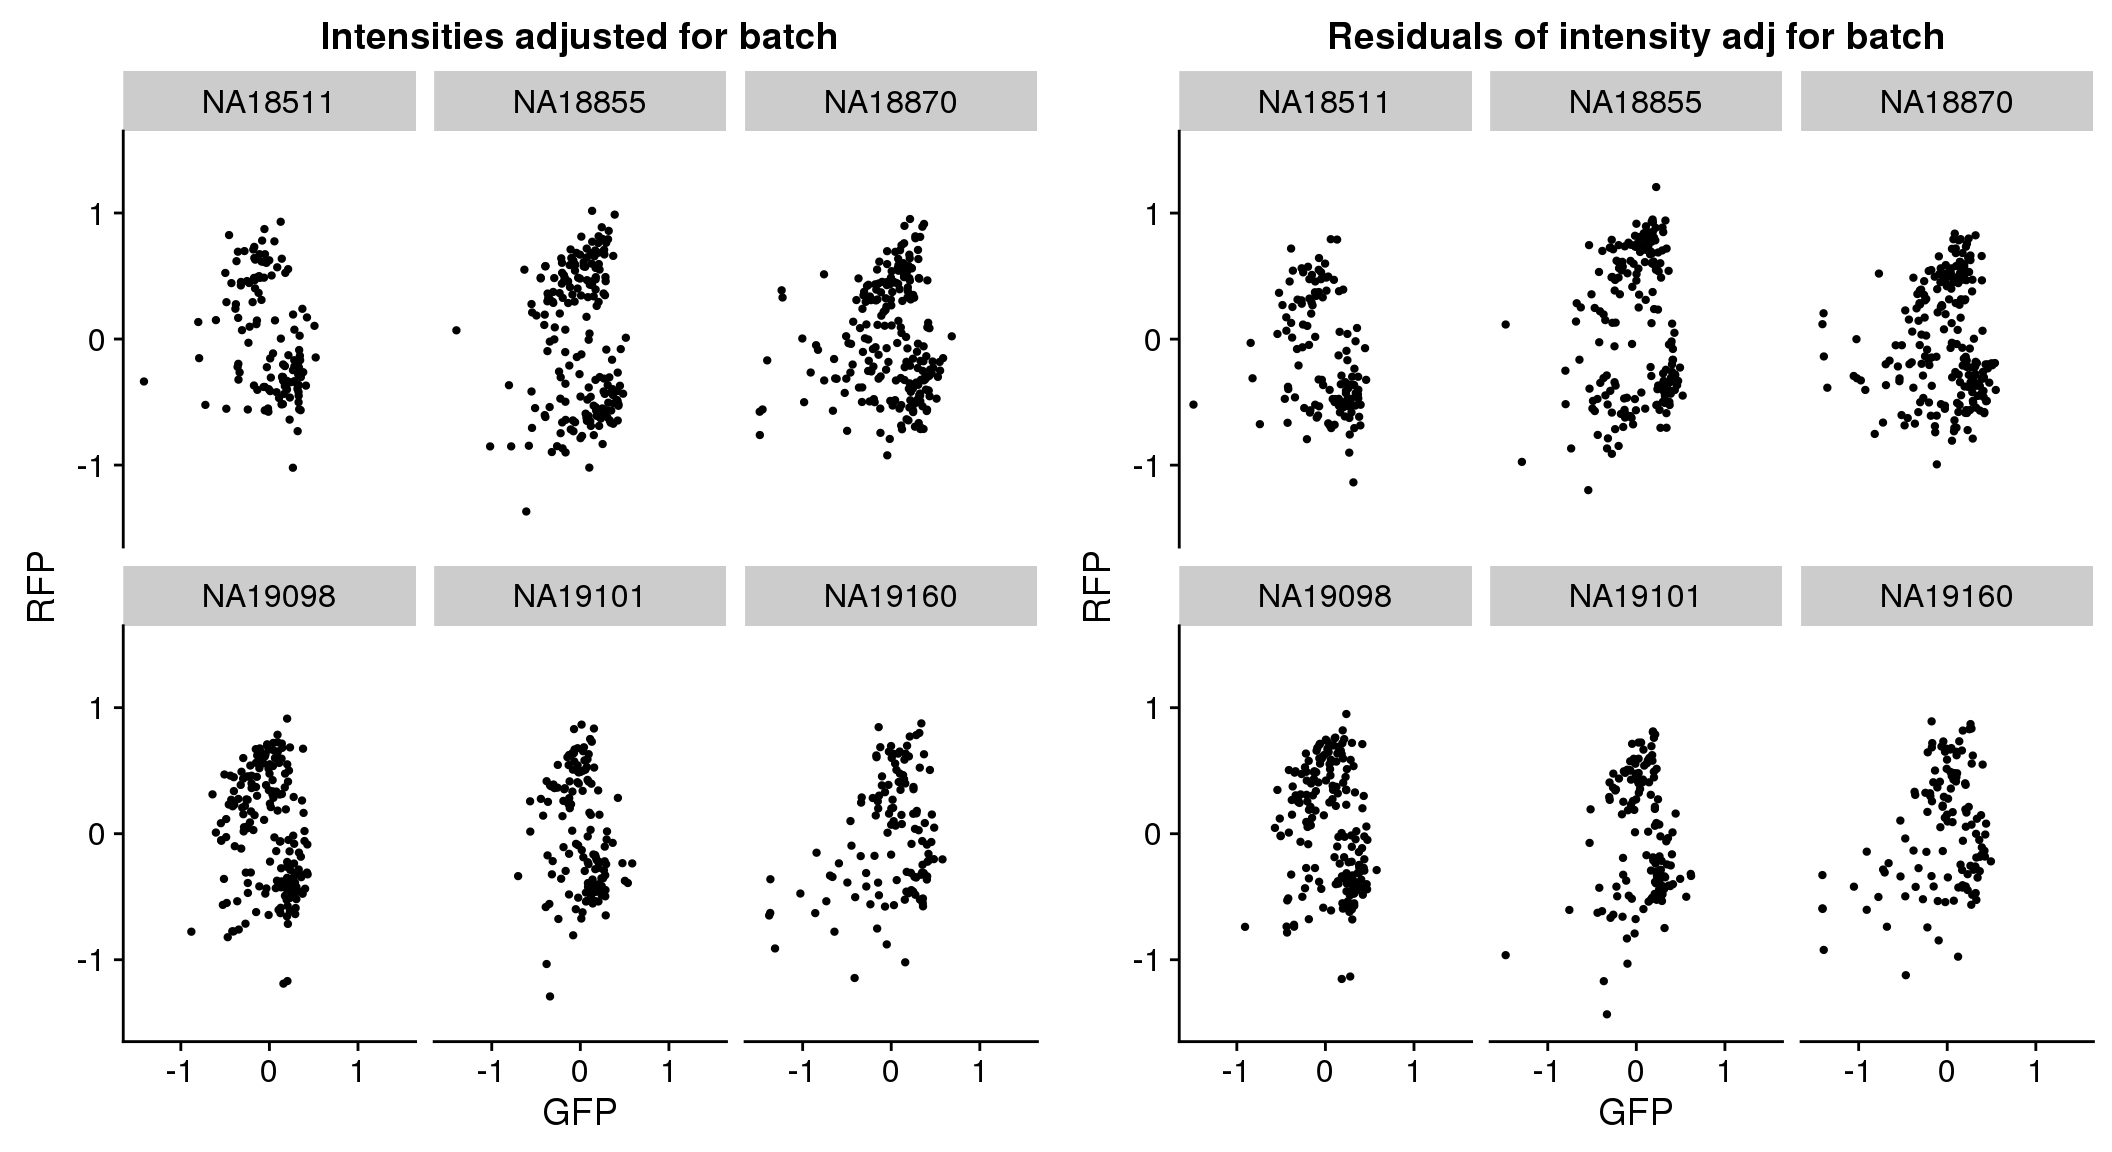 Intensities adjusted for batch
NA18511 NA18855 NA18870
1
0
-1
RFP
NA19098 NA19101 NA19160
1
0
-1
-1 0 1 -1 0 1 -1 0 1
GFP
Residuals of intensity adj for batch
NA18511 NA18855 NA18870
1
0
-1
RFP
NA19098 NA19101 NA19160
1
0
-1
-1 0 1 -1 0 1 -1 0 1
GFP